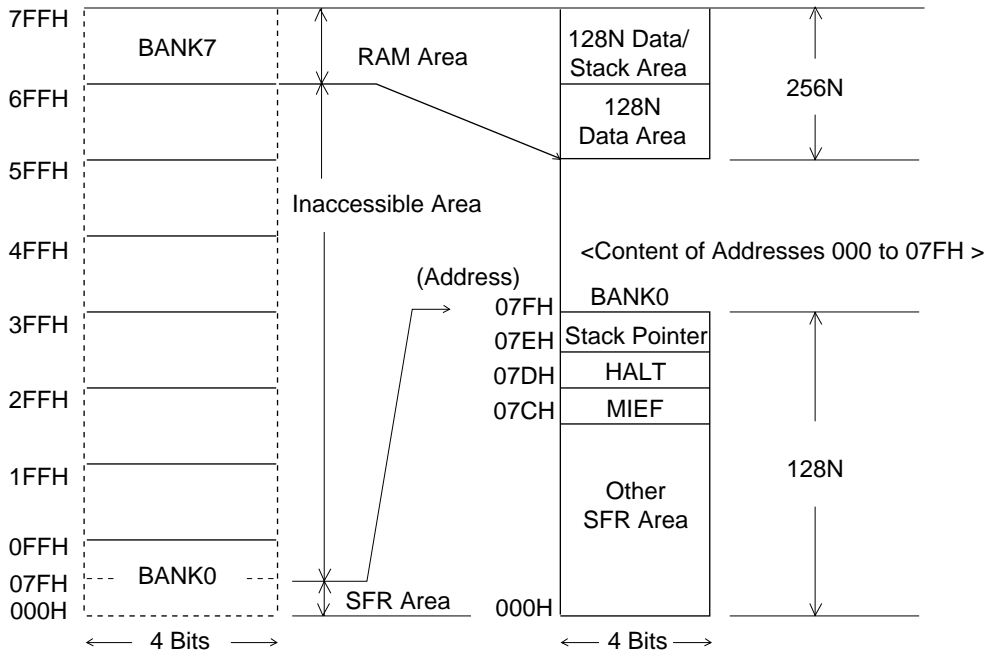 7FFH
BANK7
RAM Area
128N Data/
Stack Area
256N
6FFH
128N
Data Area
5FFH
Inaccessible Area
4FFH
<Content of Addresses 000 to 07FH >
(Address)
BANK0
07FH
3FFH
07EH
Stack Pointer
07DH
HALT
2FFH
07CH
MIEF
1FFH
128N
Other
SFR Area
0FFH
07FH
BANK0
000H
SFR Area
000H
4 Bits
4 Bits